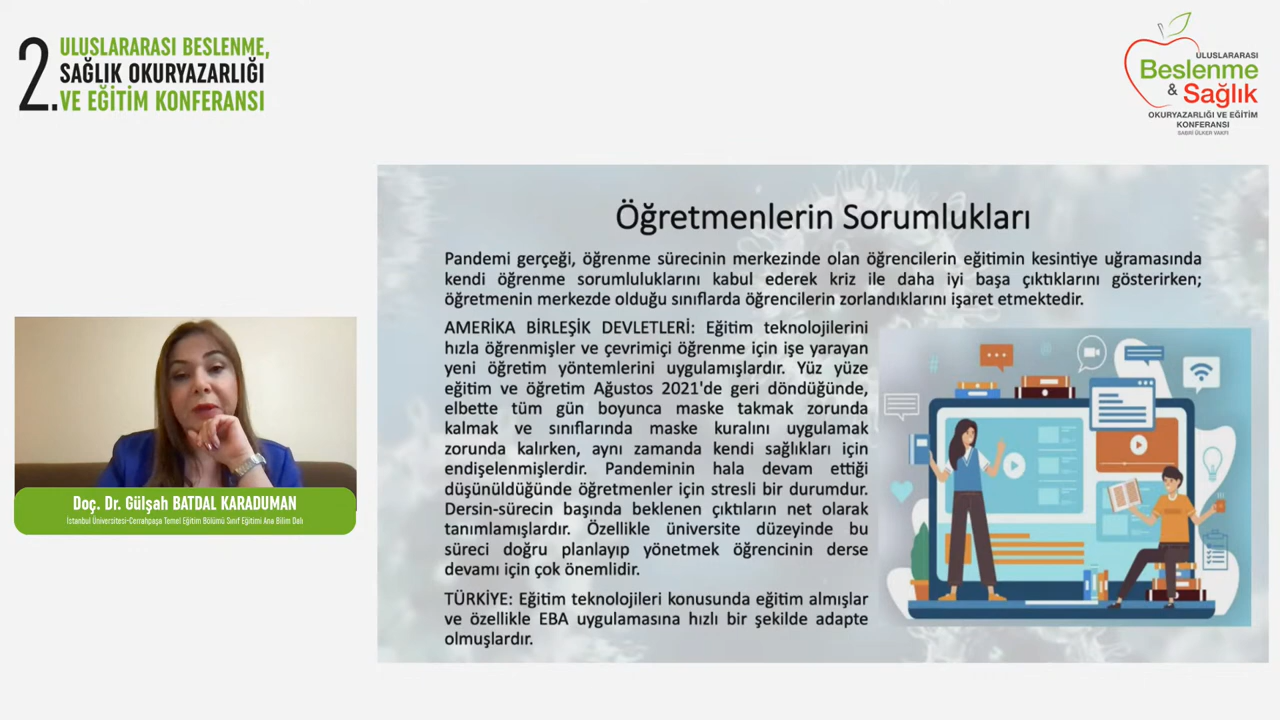 2. ULUSLARARASI BESLENME,
SAĞLIK OKURYAZARLIĞI
VE EĞİTİM KONFERANSI
ULUSLARARASI
Beslenme
& Sağlık
OKURYAZARLIĞI VE EĞİTİM
KONFERANSI
SABRİ ÜLKER VAKFI
Öğretmenlerin Sorumlukları
Pandemi gerçeği, öğrenme sürecinin merkezinde olan öğrencilerin eğitimin kesintiye uğramasında
kendi öğrenme sorumluluklarını kabul ederek kriz ile daha iyi başa çıktıklarını gösterirken;
öğretmenin merkezde olduğu sınıflarda öğrencilerin zorlandıklarını işaret etmektedir.
AMERİKA BİRLEŞİK DEVLETLERİ: Eğitim teknolojilerini
hızla öğrenmişler ve çevrimiçi öğrenme için işe yarayan
yeni öğretim yöntemlerini uygulamışlardır. Yüz yüze
eğitim ve öğretim Ağustos 2021'de geri döndüğünde,
elbette tüm gün boyunca maske takmak zorunda
kalmak ve sınıflarında maske kuralını uygulamak
zorunda kalırken, aynı zamanda kendi sağlıkları için
endişelenmişlerdir. Pandeminin hala devam ettiği
düşünüldüğünde öğretmenler için stresli bir durumdur.
Dersin-sürecin başında beklenen çıktıların net olarak
tanımlamışlardır. Özellikle üniversite düzeyinde bu
süreci doğru planlayıp yönetmek öğrencinin derse
devamı için çok önemlidir.
TÜRKİYE: Eğitim teknolojileri konusunda eğitim almışlar
ve özellikle EBA uygulamasına hızlı bir şekilde adapte
olmuşlardır.
Doç. Dr. Gülşah BATDAL KARADUMAN
İstanbul Üniversitesi-Cerrahpaşa Temel Eğitim Bölümü Sınıf Eğitimi Ana Bilim Dalı